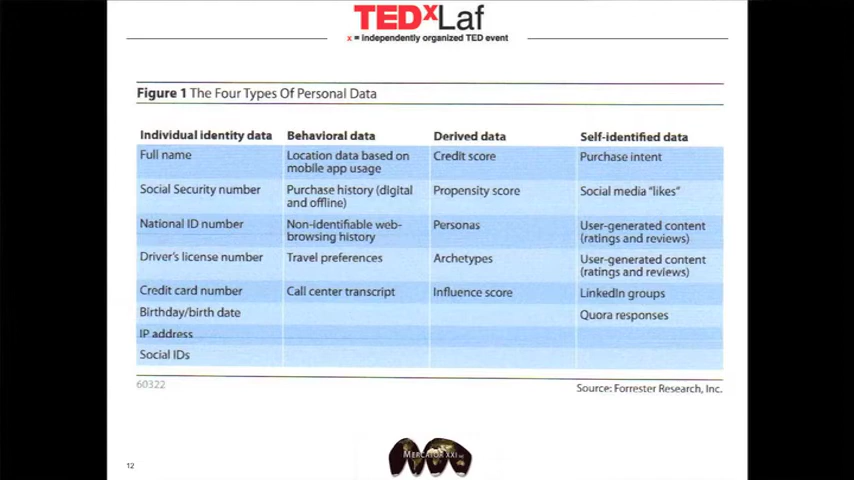 TEDxLaf
x = independently organized TED event
Figure 1 The Four Types Of Personal Data
Individual identity data Behavioral data Derived data Self-identified data
Full name Location data based on mobile app usage Credit score Purchase intent
Social Security number Purchase history (digital and offline) Propensity score Social media “likes”
National ID number Non-identifiable web-browsing history Personas User-generated content (ratings and reviews)
Driver’s license number Travel preferences Archetypes User-generated content (ratings and reviews)
Credit card number Call center transcript Influence score LinkedIn groups
Birthday/birth date Quora responses
IP address
Social IDs
60322 Source: Forrester Research, Inc.
MERCATOR XXI
12